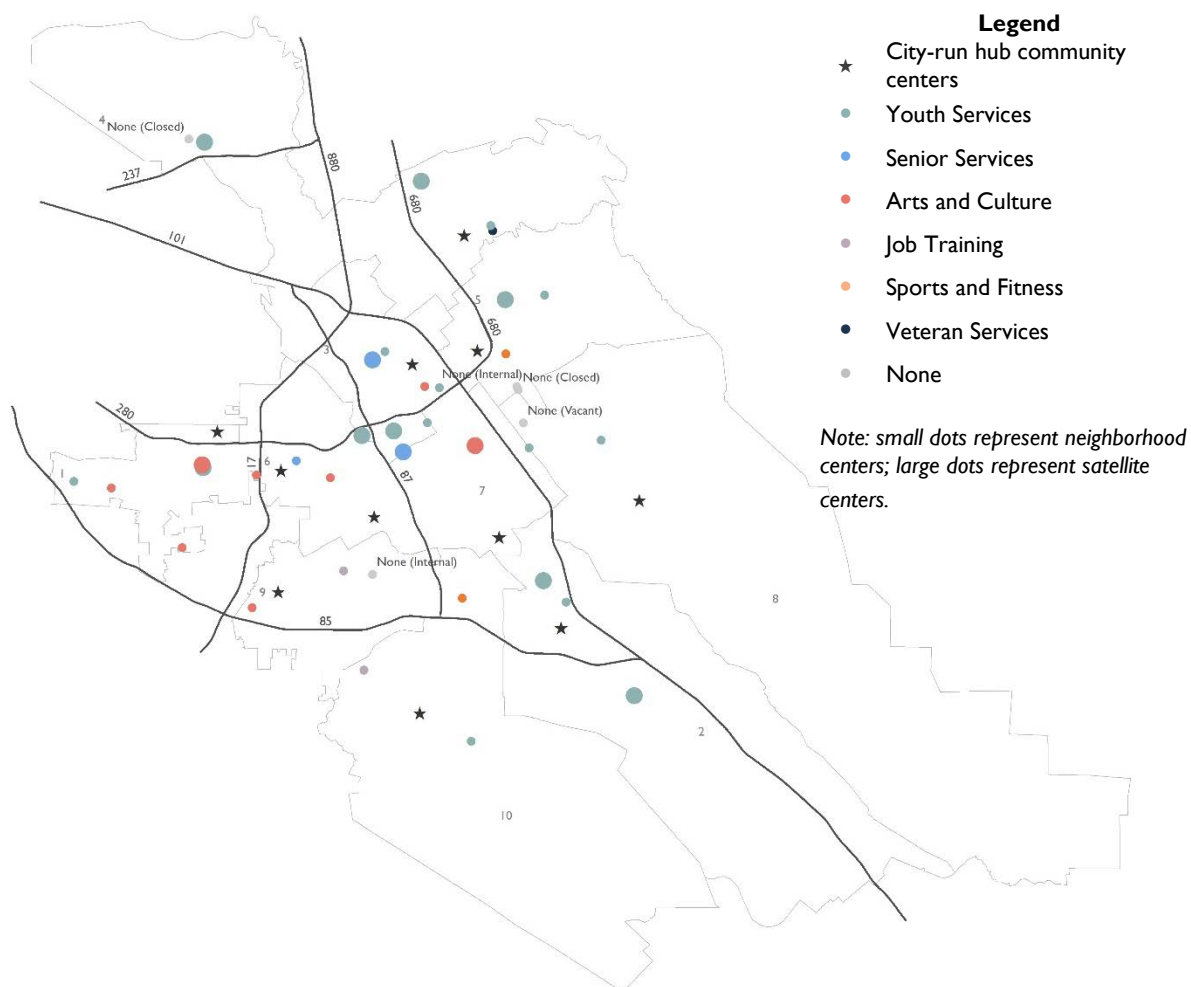 Legend
City-run hub community
centers
Youth Services
Senior Services
Arts and Culture
Job Training
Sports and Fitness
Veteran Services
None
Note: small dots represent neighborhood
centers; large dots represent satellite
centers.
4
None (Closed)
237
880
680
101
5
680
3
None (Internal)
None (Closed)
None (Vacant)
280
1
17
6
87
7
None (Internal)
9
85
8
2
10